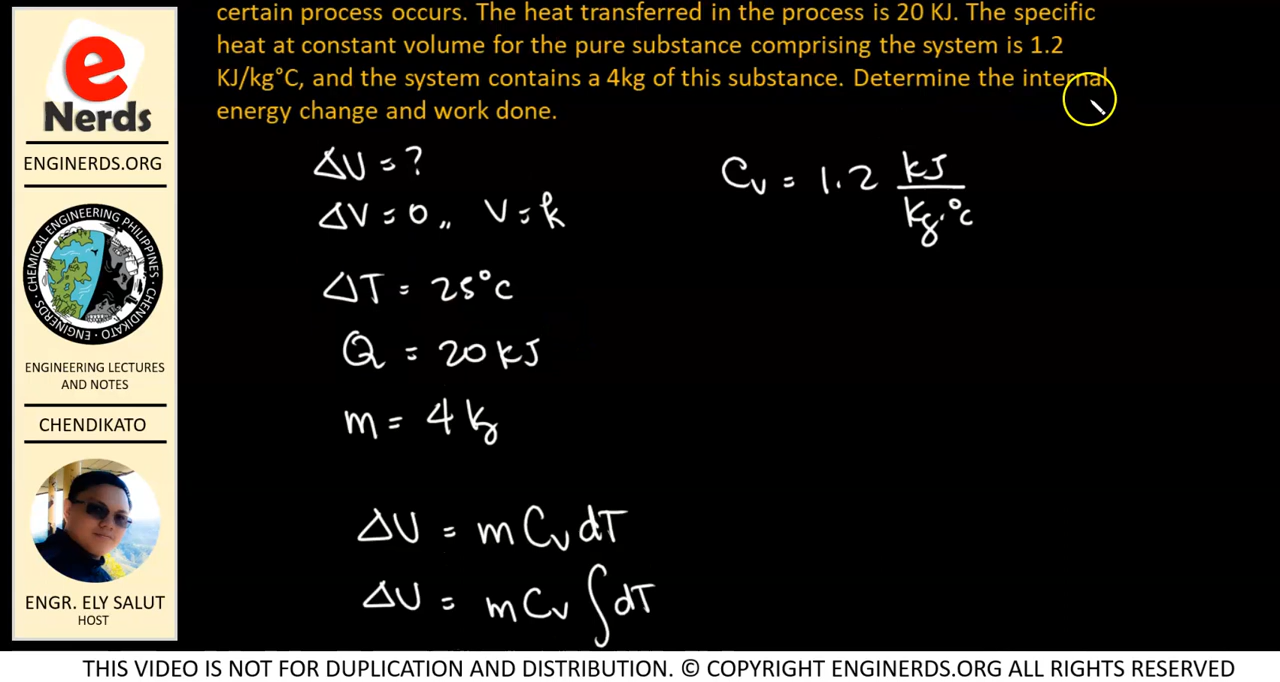 certain process occurs. The heat transferred in the process is 20 KJ. The specific
heat at constant volume for the pure substance comprising the system is 1.2
KJ/kg°C, and the system contains a 4kg of this substance. Determine the internal
energy change and work done.
e
Nerds
ENGINERDS.ORG
CHEMICAL ENGINEERING PHILIPPINES
CHENDIKATO ENGINERDS.ORG
ENGINEERING LECTURES
AND NOTES
CHENDIKATO
ENGR. ELY SALUT
HOST
ΔU = ?
ΔV = 0 ,, V = k
ΔT = 25°C
Q = 20 KJ
m = 4 kg
Cv = 1.2 kJ/kg·°C
ΔU = m Cv dT
ΔU = m Cv ∫ dT
THIS VIDEO IS NOT FOR DUPLICATION AND DISTRIBUTION. © COPYRIGHT ENGINERDS.ORG ALL RIGHTS RESERVED